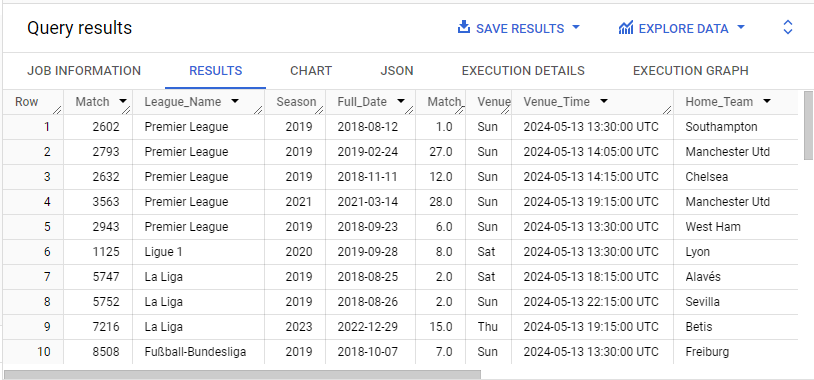 Query results SAVE RESULTS EXPLORE DATA
JOB INFORMATION RESULTS CHART JSON EXECUTION DETAILS EXECUTION GRAPH
Row Match League_Name Season Full_Date Match_ Venue Venue_Time Home_Team
1 2602 Premier League 2019 2018-08-12 1.0 Sun 2024-05-13 13:30:00 UTC Southampton
2 2793 Premier League 2019 2019-02-24 27.0 Sun 2024-05-13 14:05:00 UTC Manchester Utd
3 2632 Premier League 2019 2018-11-11 12.0 Sun 2024-05-13 14:15:00 UTC Chelsea
4 3563 Premier League 2021 2021-03-14 28.0 Sun 2024-05-13 19:15:00 UTC Manchester Utd
5 2943 Premier League 2019 2018-09-23 6.0 Sun 2024-05-13 13:30:00 UTC West Ham
6 1125 Ligue 1 2020 2019-09-28 8.0 Sat 2024-05-13 13:30:00 UTC Lyon
7 5747 La Liga 2019 2018-08-25 2.0 Sat 2024-05-13 18:15:00 UTC Alavés
8 5752 La Liga 2019 2018-08-26 2.0 Sun 2024-05-13 22:15:00 UTC Sevilla
9 7216 La Liga 2023 2022-12-29 15.0 Thu 2024-05-13 19:15:00 UTC Betis
10 8508 Fußball-Bundesliga 2019 2018-10-07 7.0 Sun 2024-05-13 13:30:00 UTC Freiburg